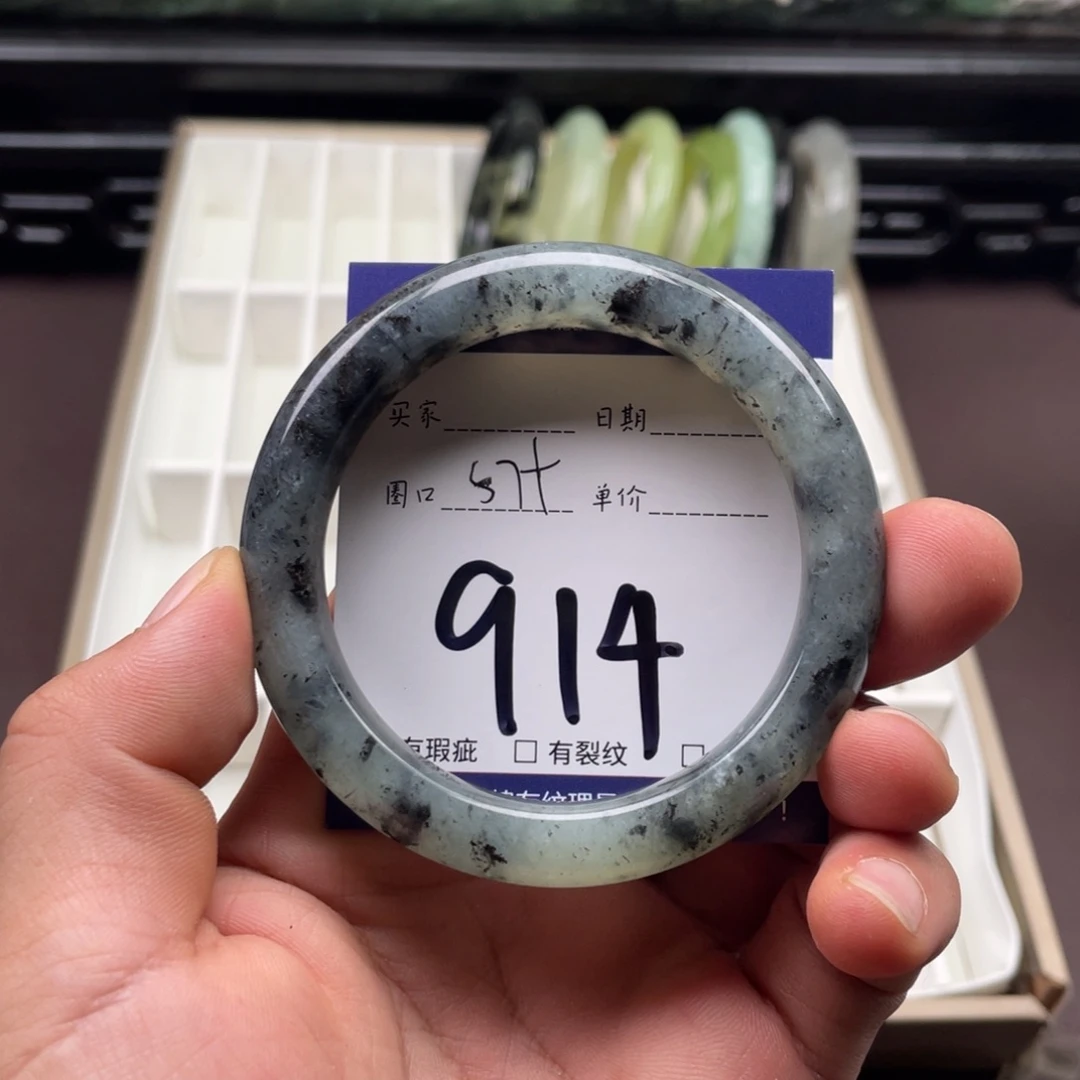 买家 日期
圈口 57+ 单价
914
有瑕疵 □ 有裂纹 □